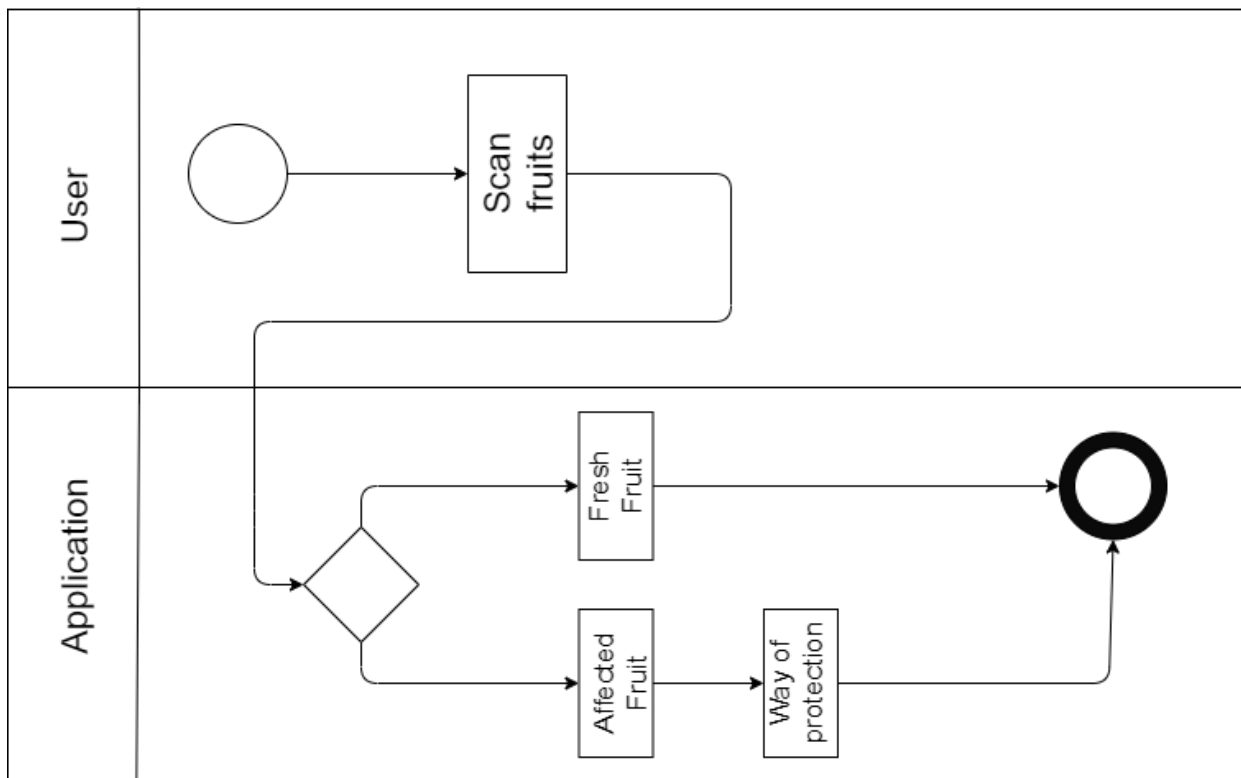 User
Scan
fruits
Application
Fresh
Fruit
Affected
Fruit
Way of
protection